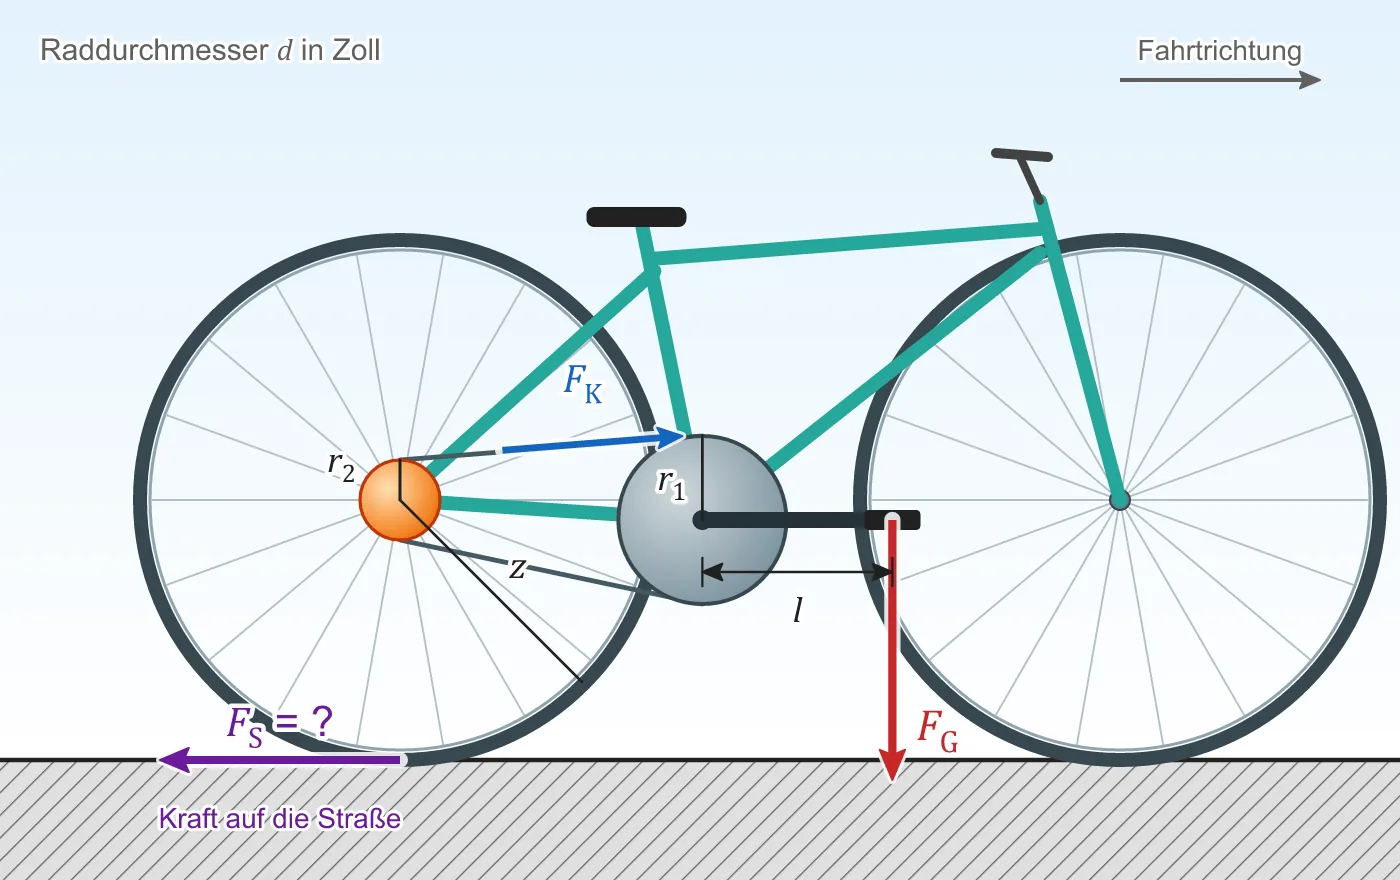 Raddurchmesser d in Zoll
Fahrtrichtung
F_K
r_2
r_1
z
l
F_S = ?
F_G
Kraft auf die Straße